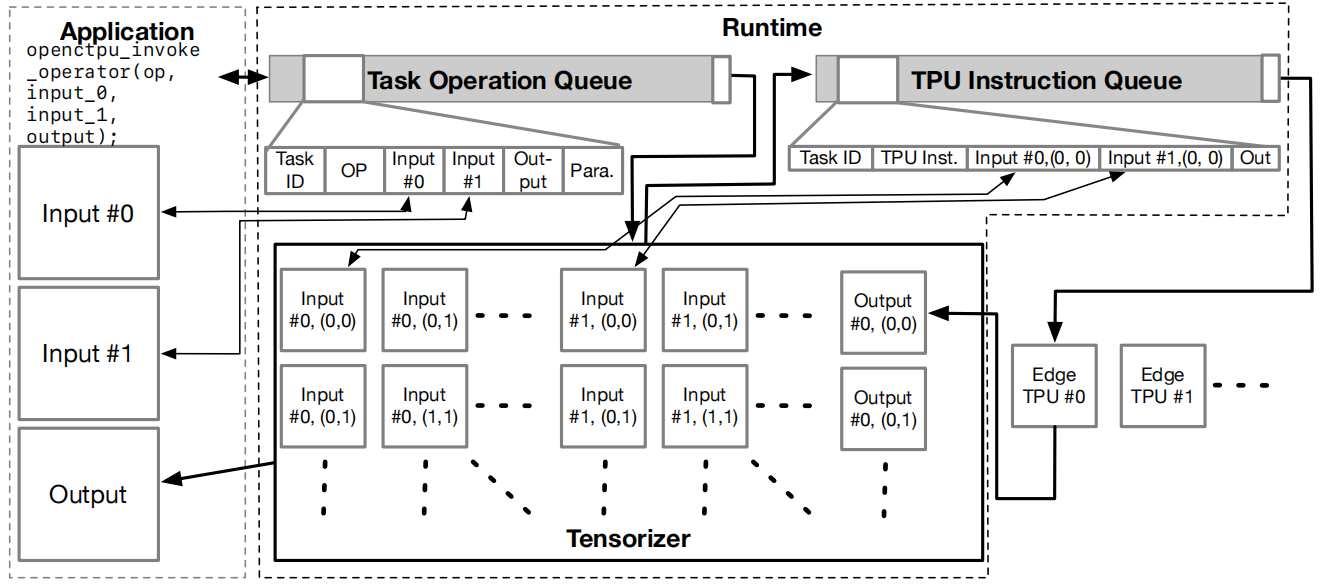 Application
openctpu_invoke
_operator(op,
input_0,
input_1,
output);
Input #0
Input #1
Output
Runtime
Task Operation Queue
TPU Instruction Queue
Task
ID
OP
Input
#0
Input
#1
Out-
put
Para.
Task ID
TPU Inst.
Input #0,(0, 0)
Input #1,(0, 0)
Out
Input
#0, (0,0)
Input
#0, (0,1)
Input
#1, (0,0)
Input
#1, (0,1)
Output
#0, (0,0)
Input
#0, (0,1)
Input
#0, (1,1)
Input
#1, (0,1)
Input
#1, (1,1)
Output
#0, (0,1)
Tensorizer
Edge
TPU #0
Edge
TPU #1